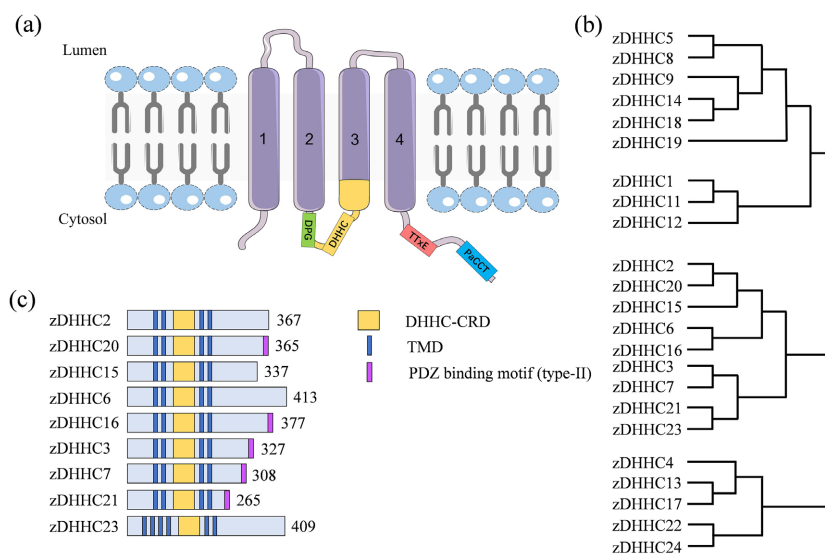 (a)
Lumen
Cytosol
1
2
3
4
DPG
DHHC
TTxE
PaCCT
(b)
zDHHC5
zDHHC8
zDHHC9
zDHHC14
zDHHC18
zDHHC19
zDHHC1
zDHHC11
zDHHC12
zDHHC2
zDHHC20
zDHHC15
zDHHC6
zDHHC16
zDHHC3
zDHHC7
zDHHC21
zDHHC23
zDHHC4
zDHHC13
zDHHC17
zDHHC22
zDHHC24
(c)
zDHHC2 367
zDHHC20 365
zDHHC15 337
zDHHC6 413
zDHHC16 377
zDHHC3 327
zDHHC7 308
zDHHC21 265
zDHHC23 409
DHHC-CRD
TMD
PDZ binding motif (type-II)